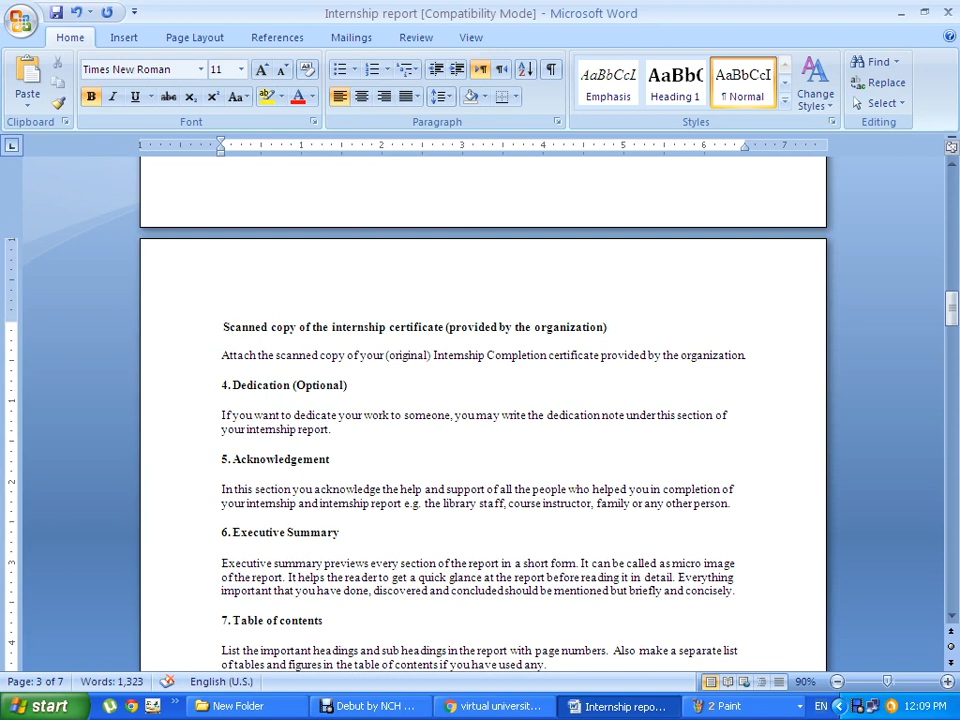 Internship report [Compatibility Mode] - Microsoft Word
Home Insert Page Layout References Mailings Review View
Times New Roman 11
Paste
B I U abc x₂ x² Aa A
AaBbCcI AaBbC AaBbCcI
Emphasis Heading 1 ¶ Normal
Change Styles
Find
Replace
Select
Clipboard Font Paragraph Styles Editing
Scanned copy of the internship certificate (provided by the organization)
Attach the scanned copy of your (original) Internship Completion certificate provided by the organization.
4. Dedication (Optional)
If you want to dedicate your work to someone, you may write the dedication note under this section of
your internship report.
5. Acknowledgement
In this section you acknowledge the help and support of all the people who helped you in completion of
your internship and internship report e.g. the library staff, course instructor, family or any other person.
6. Executive Summary
Executive summary previews every section of the report in a short form. It can be called as micro image
of the report. It helps the reader to get a quick glance at the report before reading it in detail. Everything
important that you have done, discovered and concluded should be mentioned but briefly and concisely.
7. Table of contents
List the important headings and sub headings in the report with page numbers. Also make a separate list
of tables and figures in the table of contents if you have used any.
Page: 3 of 7 Words: 1,323 English (U.S.) 90%
start New Folder Debut by NCH ... virtual universit... Internship repo... 2 Paint EN 12:09 PM